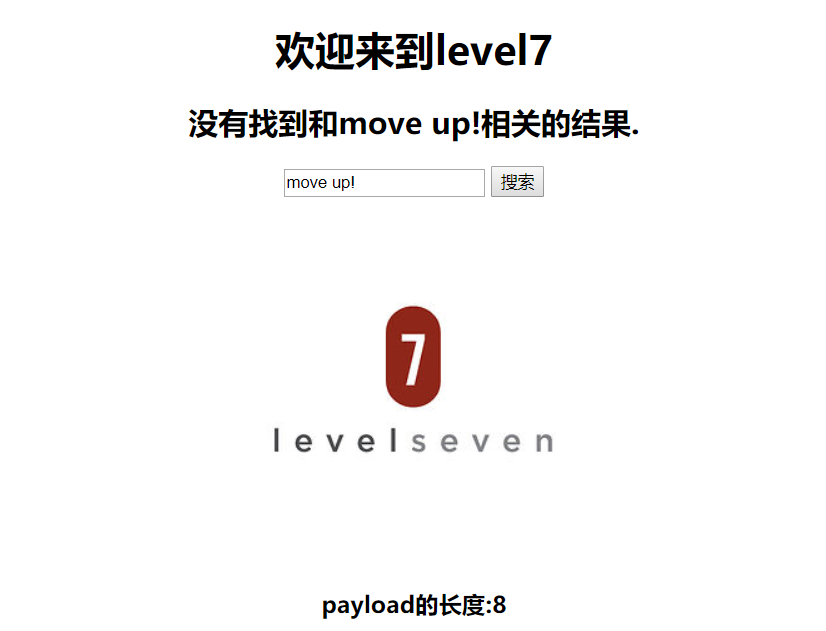 欢迎来到level7
没有找到和move up!相关的结果.
move up! 搜索
7
levelseven
payload的长度:8